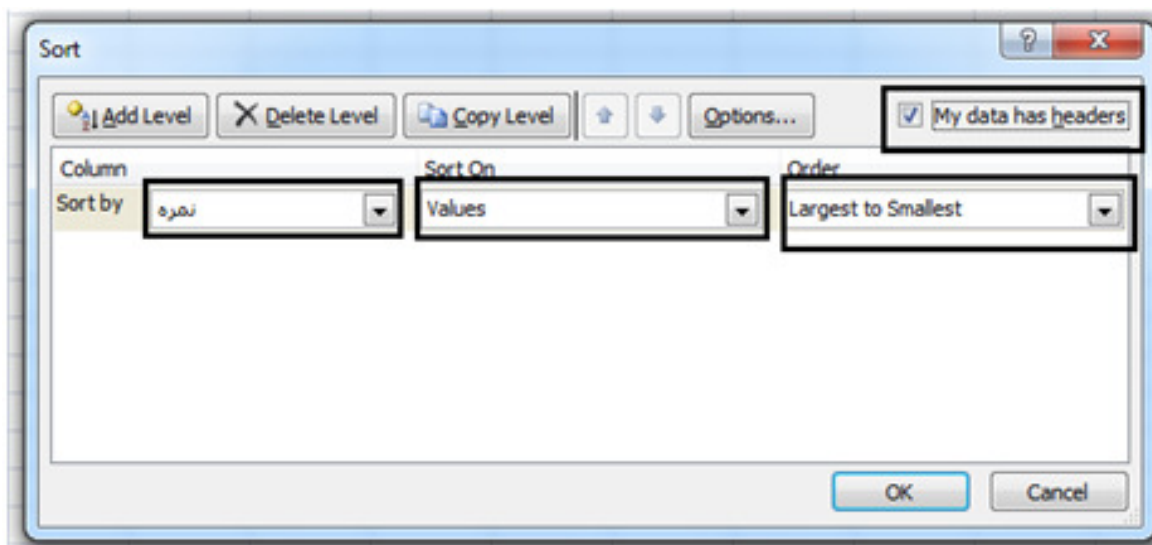 Sort
Add Level Delete Level Copy Level Options... My data has headers
Column Sort On Order
Sort by نمره Values Largest to Smallest
OK Cancel